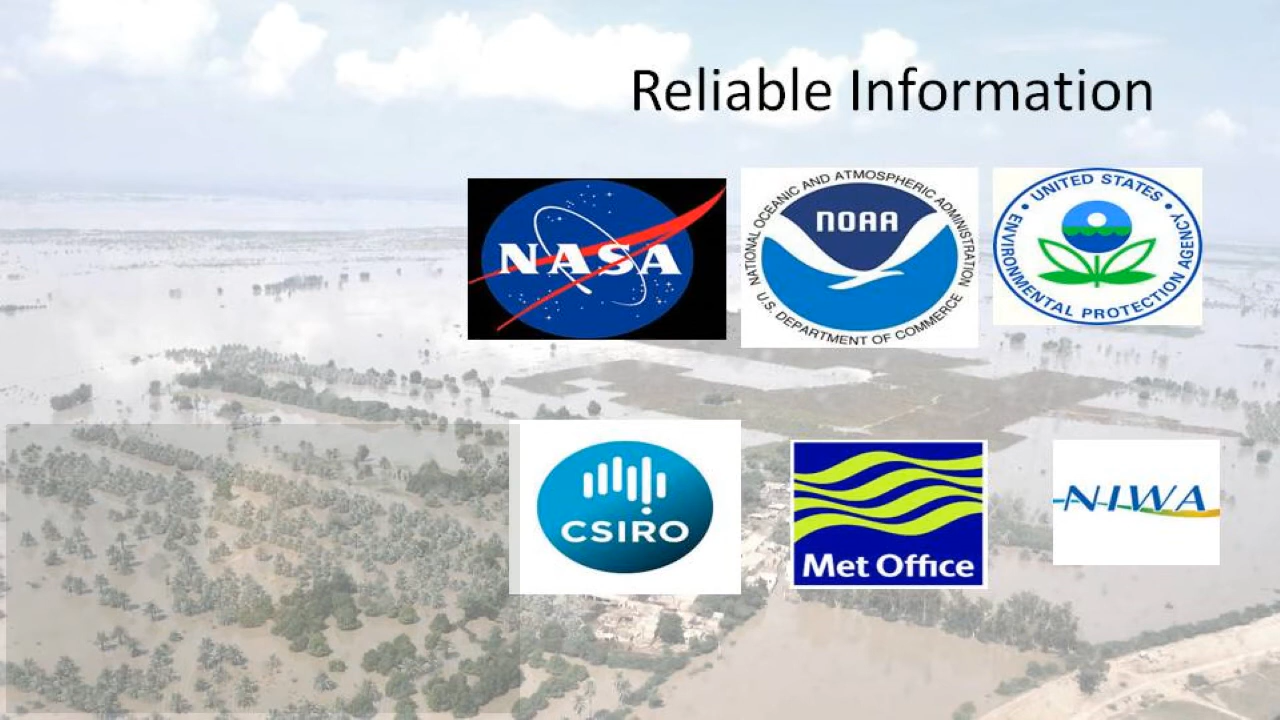 Reliable Information
NASA
NATIONAL OCEANIC AND ATMOSPHERIC ADMINISTRATION
NOAA
U.S. DEPARTMENT OF COMMERCE
UNITED STATES
ENVIRONMENTAL PROTECTION AGENCY
CSIRO
Met Office
NIWA